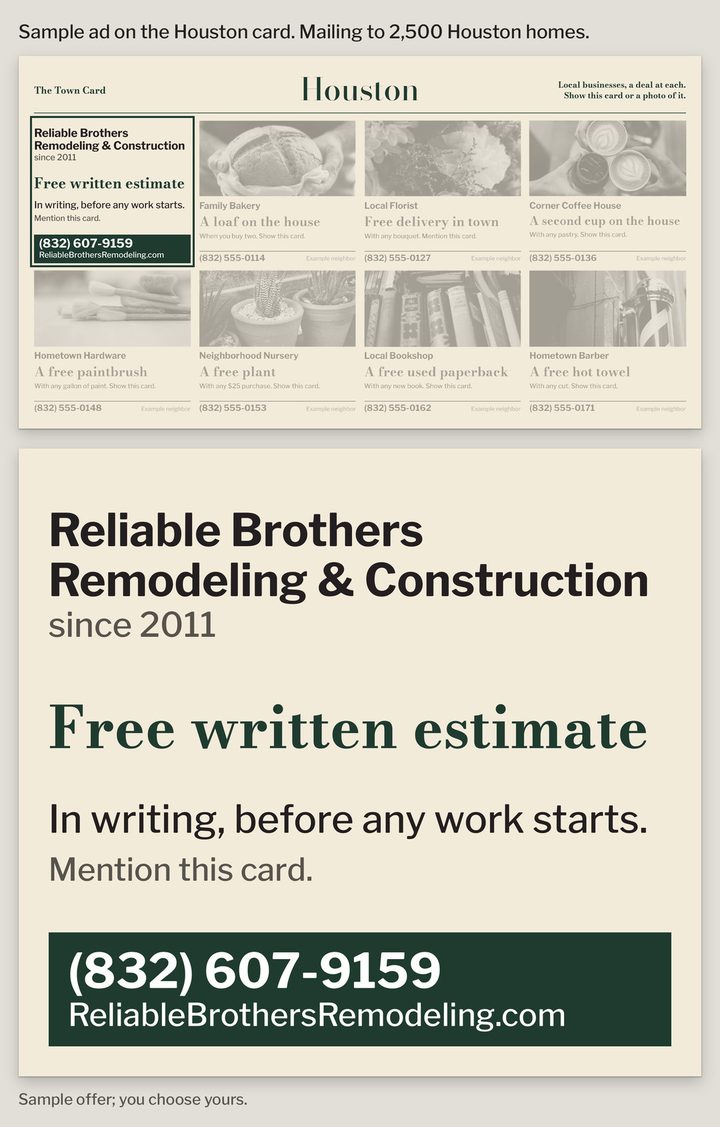 Sample ad on the Houston card. Mailing to 2,500 Houston homes.
The Town Card
Houston
Local businesses, a deal at each.
Show this card or a photo of it.
Reliable Brothers
Remodeling & Construction
since 2011
Free written estimate
In writing, before any work starts.
Mention this card.
(832) 607-9159
ReliableBrothersRemodeling.com
Family Bakery
A loaf on the house
When you buy two. Show this card.
(832) 555-0114 Example neighbor
Local Florist
Free delivery in town
With any bouquet. Mention this card.
(832) 555-0127 Example neighbor
Corner Coffee House
A second cup on the house
With any pastry. Show this card.
(832) 555-0136 Example neighbor
Hometown Hardware
A free paintbrush
With any gallon of paint. Show this card.
(832) 555-0148 Example neighbor
Neighborhood Nursery
A free plant
With any $25 purchase. Show this card.
(832) 555-0153 Example neighbor
Local Bookshop
A free used paperback
With any new book. Show this card.
(832) 555-0162 Example neighbor
Hometown Barber
A free hot towel
With any cut. Show this card.
(832) 555-0171 Example neighbor
Reliable Brothers
Remodeling & Construction
since 2011
Free written estimate
In writing, before any work starts.
Mention this card.
(832) 607-9159
ReliableBrothersRemodeling.com
Sample offer; you choose yours.